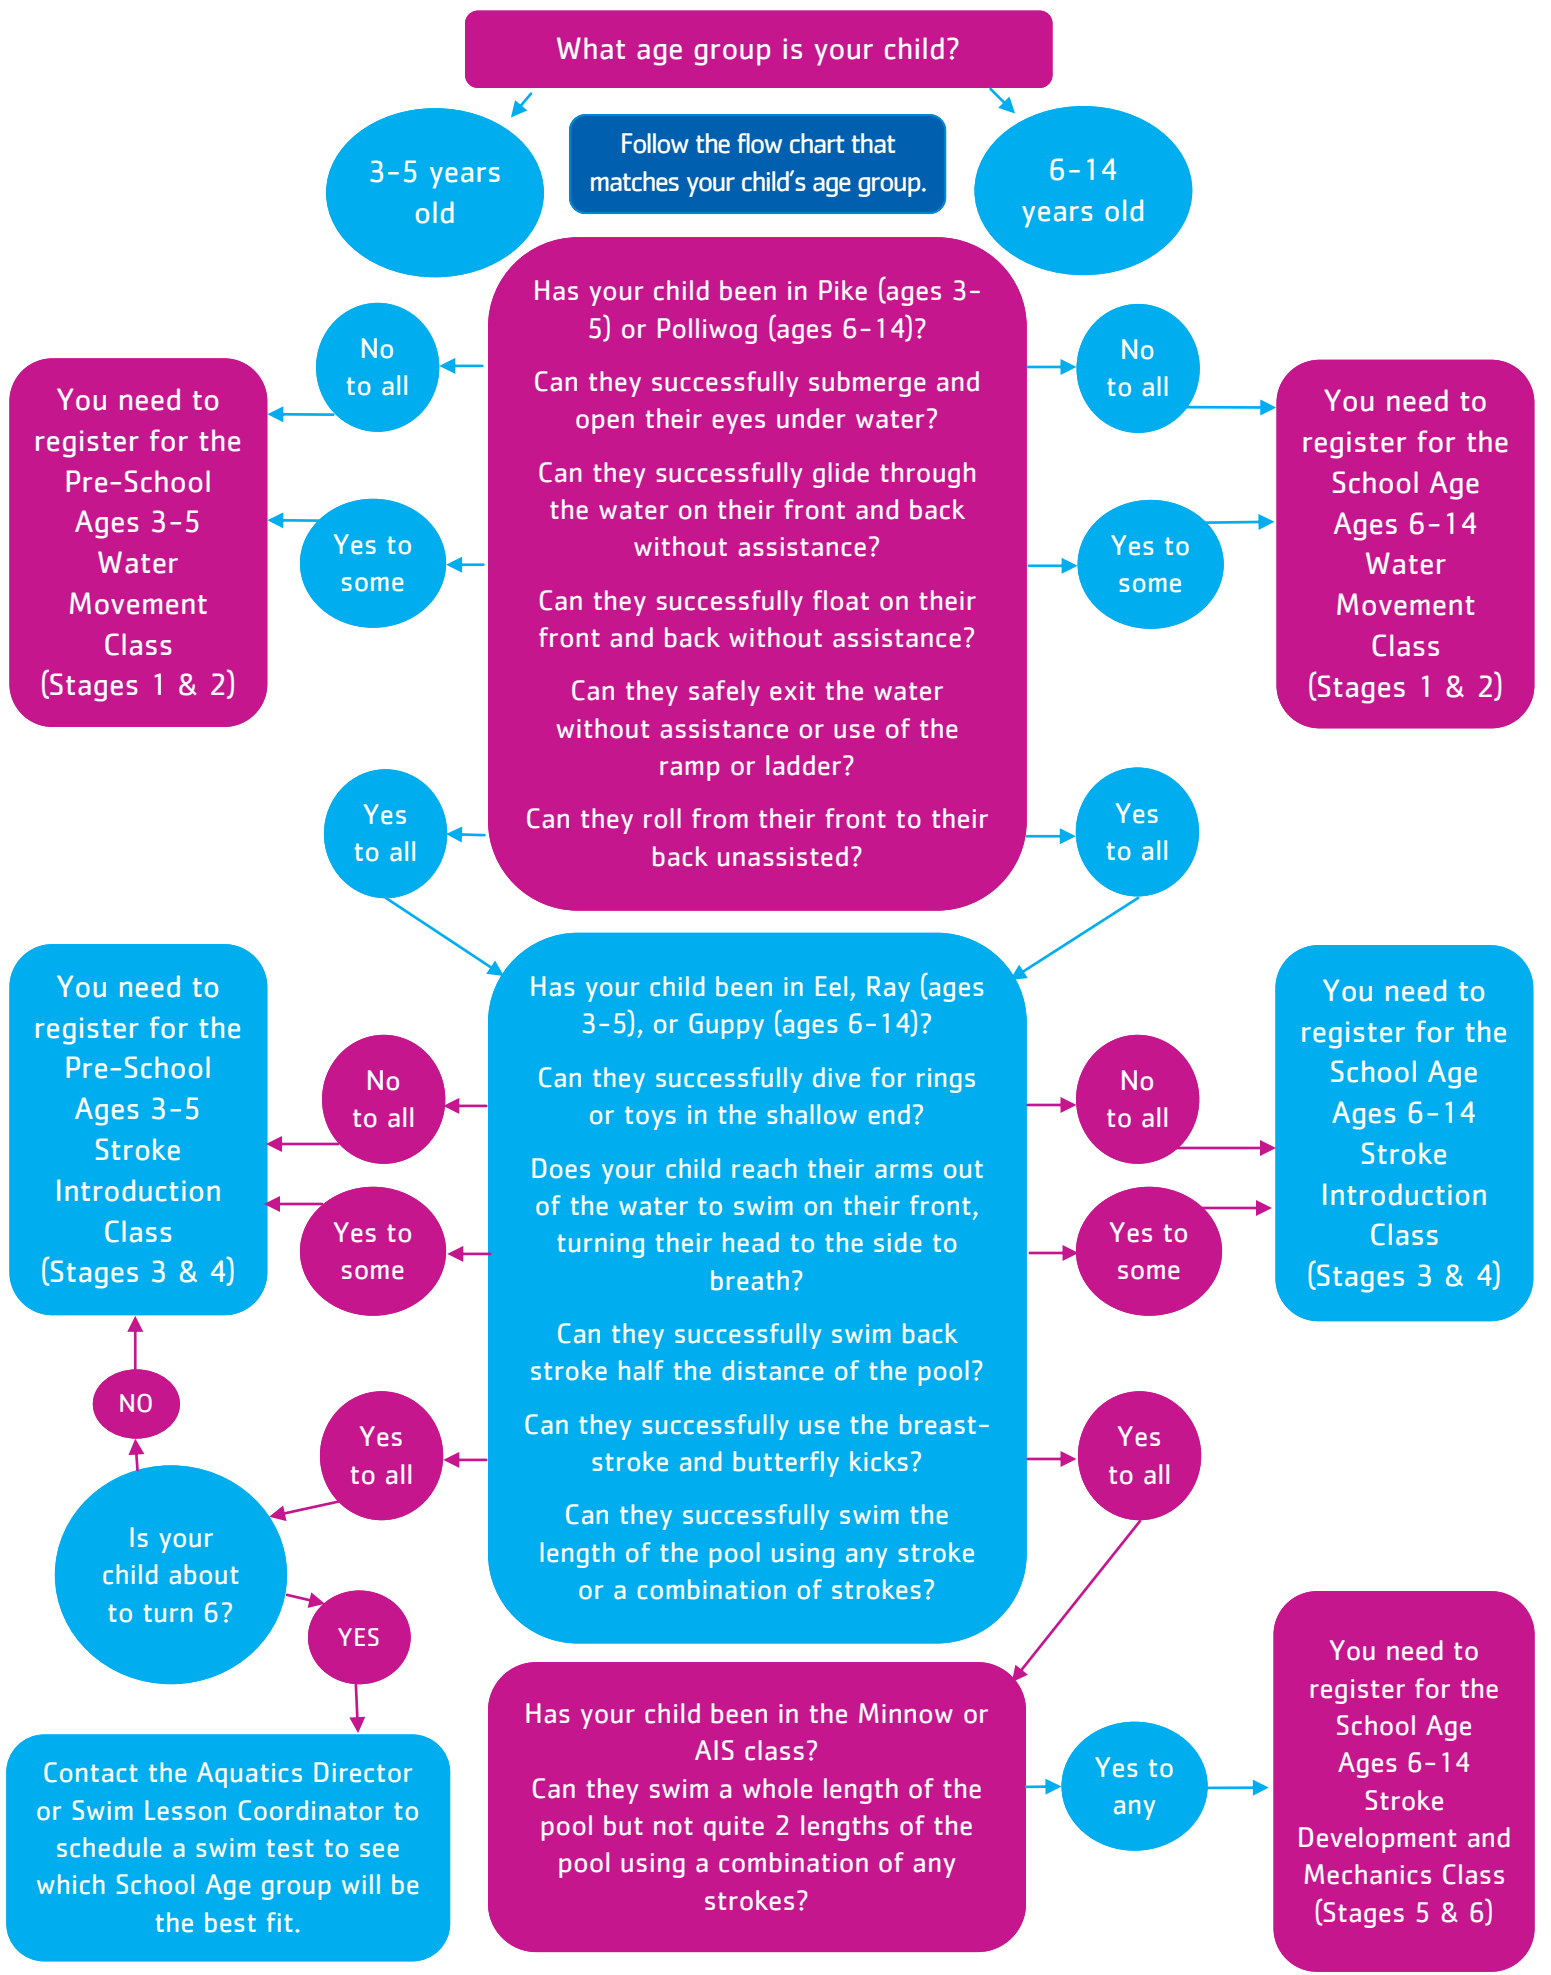 What age group is your child?
3-5 years
old
Follow the flow chart that
matches your child's age group.
6-14
years old
Has your child been in Pike (ages 3-
5) or Polliwog (ages 6-14)?
Can they successfully submerge and
open their eyes under water?
Can they successfully glide through
the water on their front and back
without assistance?
Can they successfully float on their
front and back without assistance?
Can they safely exit the water
without assistance or use of the
ramp or ladder?
Can they roll from their front to their
back unassisted?
No
to all
Yes to
some
You need to
register for the
Pre-School
Ages 3-5
Water
Movement
Class
(Stages 1 & 2)
Yes
to all
No
to all
Yes to
some
You need to
register for the
School Age
Ages 6-14
Water
Movement
Class
(Stages 1 & 2)
Yes
to all
Has your child been in Eel, Ray (ages
3-5), or Guppy (ages 6-14)?
Can they successfully dive for rings
or toys in the shallow end?
Does your child reach their arms out
of the water to swim on their front,
turning their head to the side to
breath?
Can they successfully swim back
stroke half the distance of the pool?
Can they successfully use the breast-
stroke and butterfly kicks?
Can they successfully swim the
length of the pool using any stroke
or a combination of strokes?
No
to all
Yes to
some
You need to
register for the
Pre-School
Ages 3-5
Stroke
Introduction
Class
(Stages 3 & 4)
NO
Yes
to all
Is your
child about
to turn 6?
YES
Contact the Aquatics Director
or Swim Lesson Coordinator to
schedule a swim test to see
which School Age group will be
the best fit.
No
to all
Yes to
some
You need to
register for the
School Age
Ages 6-14
Stroke
Introduction
Class
(Stages 3 & 4)
Yes
to all
Has your child been in the Minnow or
AIS class?
Can they swim a whole length of the
pool but not quite 2 lengths of the
pool using a combination of any
strokes?
Yes to
any
You need to
register for the
School Age
Ages 6-14
Stroke
Development and
Mechanics Class
(Stages 5 & 6)